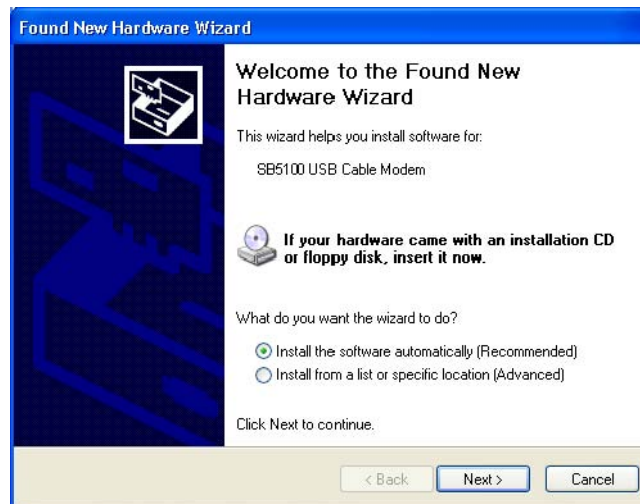 Found New Hardware Wizard
Welcome to the Found New
Hardware Wizard
This wizard helps you install software for:
SB5100 USB Cable Modem
If your hardware came with an installation CD
or floppy disk, insert it now.
What do you want the wizard to do?
Install the software automatically (Recommended)
Install from a list or specific location (Advanced)
Click Next to continue.
< Back Next > Cancel